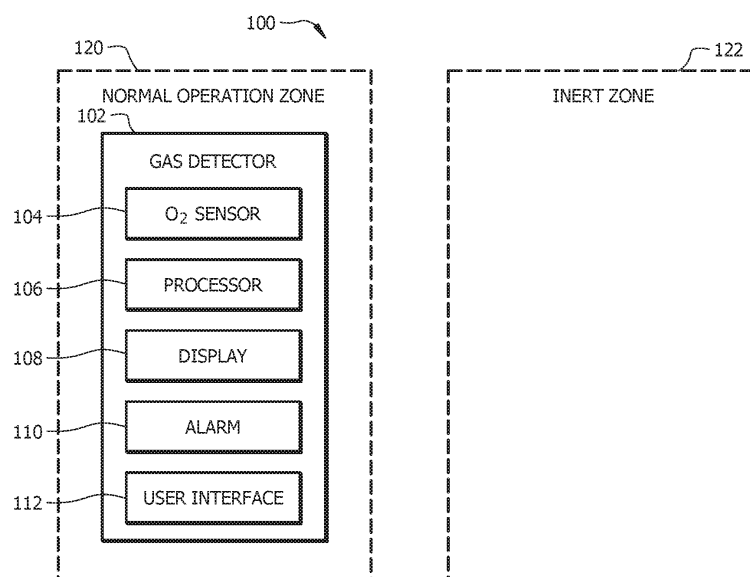 100
120
122
NORMAL OPERATION ZONE
INERT ZONE
102
GAS DETECTOR
104
O2 SENSOR
106
PROCESSOR
108
DISPLAY
110
ALARM
112
USER INTERFACE